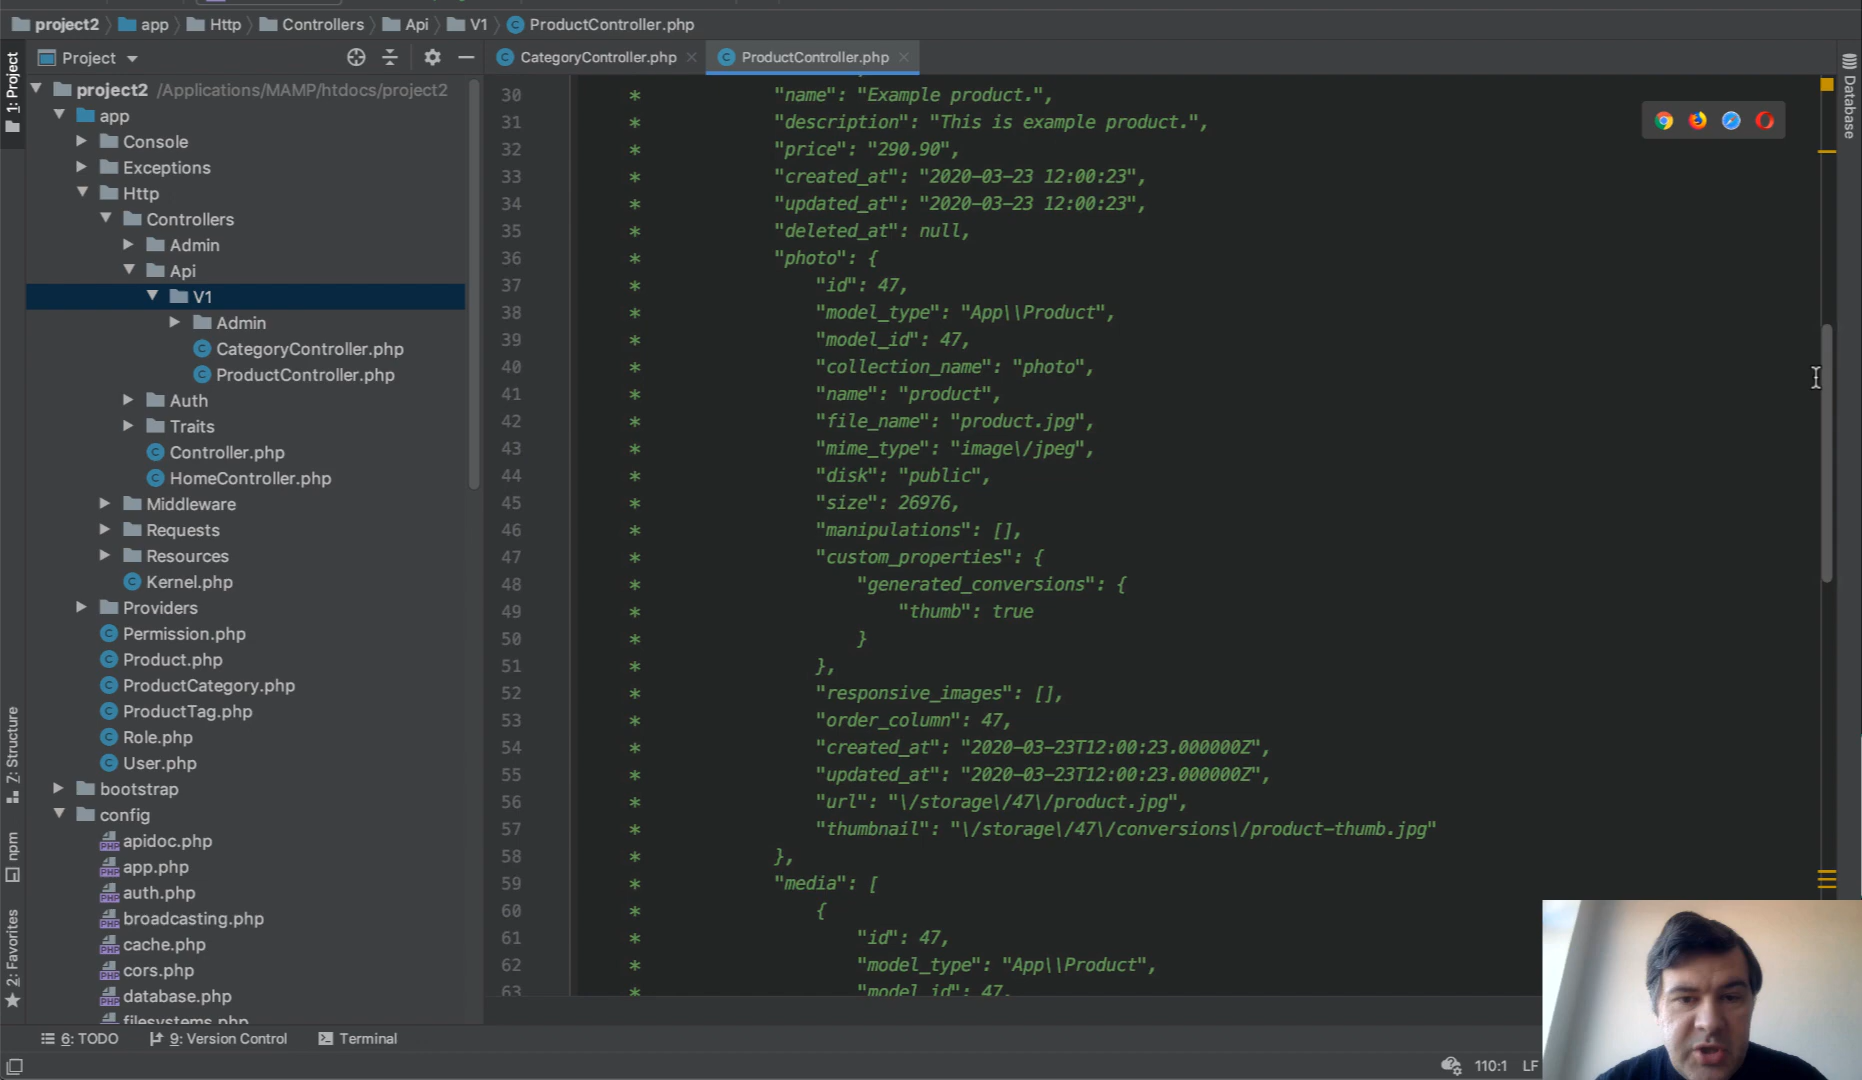 project2 app Http Controllers Api V1 ProductController.php
Project
CategoryController.php
ProductController.php
1: Project
7: Structure
npm
2: Favorites
Database
project2 /Applications/MAMP/htdocs/project2
app
Console
Exceptions
Http
Controllers
Admin
Api
V1
Admin
CategoryController.php
ProductController.php
Auth
Traits
Controller.php
HomeController.php
Middleware
Requests
Resources
Kernel.php
Providers
Permission.php
Product.php
ProductCategory.php
ProductTag.php
Role.php
User.php
bootstrap
config
apidoc.php
app.php
auth.php
broadcasting.php
cache.php
cors.php
database.php
filesystems.php
30 * "name": "Example product.",
31 * "description": "This is example product.",
32 * "price": "290.90",
33 * "created_at": "2020-03-23 12:00:23",
34 * "updated_at": "2020-03-23 12:00:23",
35 * "deleted_at": null,
36 * "photo": {
37 * "id": 47,
38 * "model_type": "App\\Product",
39 * "model_id": 47,
40 * "collection_name": "photo",
41 * "name": "product",
42 * "file_name": "product.jpg",
43 * "mime_type": "image\/jpeg",
44 * "disk": "public",
45 * "size": 26976,
46 * "manipulations": [],
47 * "custom_properties": {
48 * "generated_conversions": {
49 * "thumb": true
50 * }
51 * },
52 * "responsive_images": [],
53 * "order_column": 47,
54 * "created_at": "2020-03-23T12:00:23.000000Z",
55 * "updated_at": "2020-03-23T12:00:23.000000Z",
56 * "url": "\/storage\/47\/product.jpg",
57 * "thumbnail": "\/storage\/47\/conversions\/product-thumb.jpg"
58 * },
59 * "media": [
60 * {
61 * "id": 47,
62 * "model_type": "App\\Product",
63 * "model_id": 47,
6: TODO 9: Version Control Terminal
110:1 LF